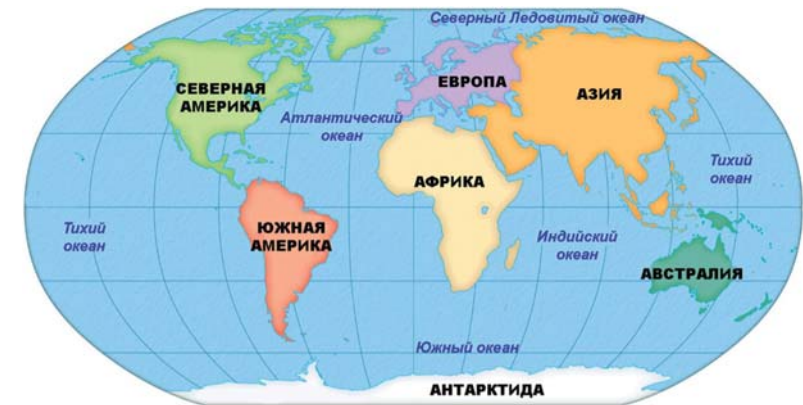 Северный Ледовитый океан
СЕВЕРНАЯ
АМЕРИКА
ЕВРОПА
АЗИЯ
Атлантический
океан
АФРИКА
Тихий
океан
ЮЖНАЯ
АМЕРИКА
Тихий
океан
Индийский
океан
АВСТРАЛИЯ
Южный океан
АНТАРКТИДА